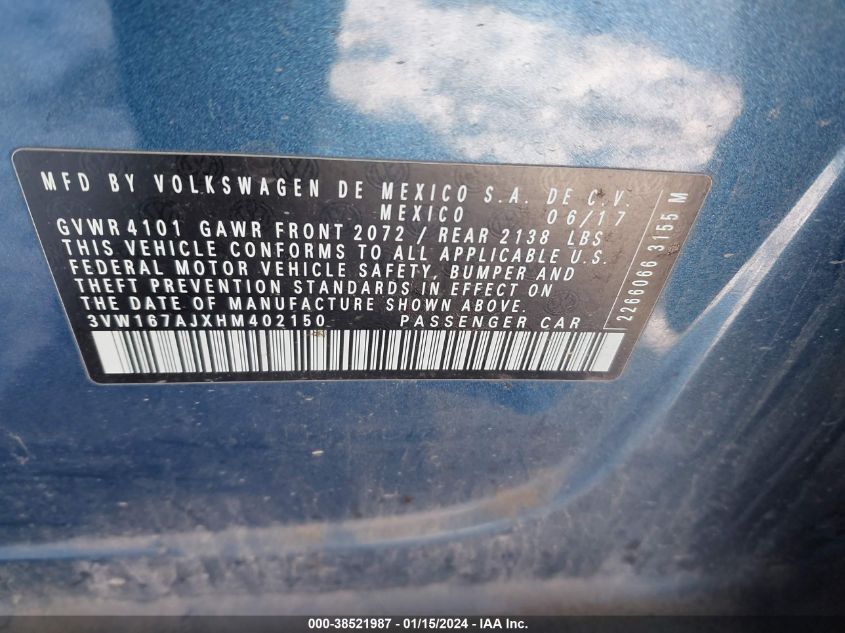 MFD BY VOLKSWAGEN DE MEXICO S.A. DE C.V.
MEXICO 06/17
GVWR 4101 GAWR FRONT 2072 / REAR 2138 LBS
THIS VEHICLE CONFORMS TO ALL APPLICABLE U.S.
FEDERAL MOTOR VEHICLE SAFETY, BUMPER AND
THEFT PREVENTION STANDARDS IN EFFECT ON
THE DATE OF MANUFACTURE SHOWN ABOVE.
3VW167AJXHM402150 PASSENGER CAR
2266066 3155 M
000-38521987 - 01/15/2024 - IAA Inc.